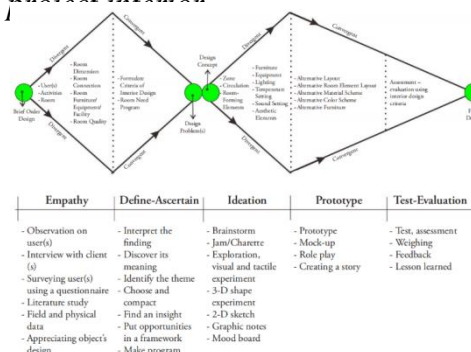 project interior
Divergent
Convergent
Divergent
Convergent
Brief Order
Design
- User(s)
- Activities
- Room
- Room
Dimension
- Room
Connection
- Room
Furniture/
Equipment/
Facility
- Room Quality
- Formulate
Criteria of
Interior Design
- Room Need
Program
Design
Problem(s)
Design
Concept
- Zone
- Circulation
- Room-
Forming
Elements
- Furniture
- Equipment
- Lighting
- Temperature
Setting
- Sound Setting
- Aesthetic
Elements
- Alternative Layout
- Alternative Room Element Layout
- Alternative Material Scheme
- Alternative Color Scheme
- Alternative Furniture
Assessment –
evaluation using
interior design
criteria
Divergent
Convergent
Divergent
Convergent
Empathy
- Observation on
user(s)
- Interview with client
(s)
- Surveying user(s)
using a questionnaire
- Literature study
- Field and physical
data
- Appreciating object's
design
Define-Ascertain
- Interpret the
finding
- Discover its
meaning
- Identify the theme
- Choose and
compact
- Find an insight
- Put opportunities
in a framework
- Make program
Ideation
- Brainstorm
- Jam/Charette
- Exploration,
visual and tactile
experiment
- 3-D shape
experiment
- 2-D sketch
- Graphic notes
- Mood board
Prototype
- Prototype
- Mock-up
- Role play
- Creating a story
Test-Evaluation
- Test, assessment
- Weighing
- Feedback
- Lesson learned